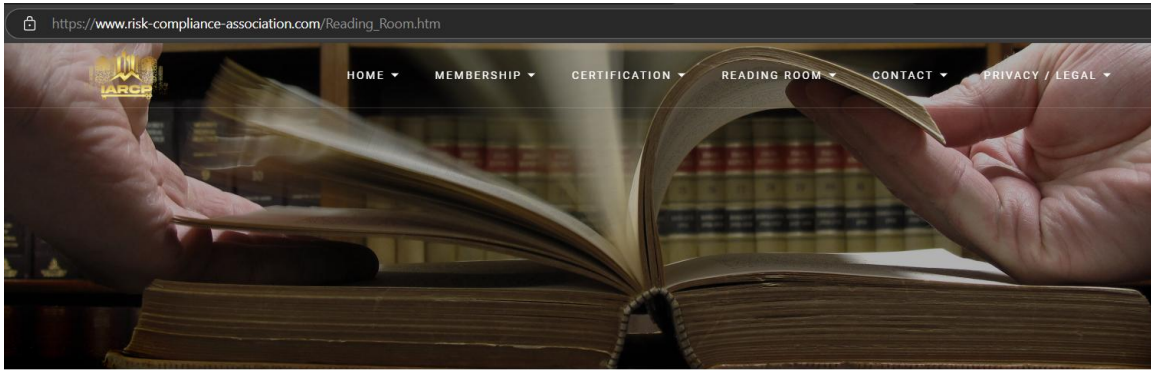 https://www.risk-compliance-association.com/Reading_Room.htm
IARCP
HOME MEMBERSHIP CERTIFICATION READING ROOM CONTACT PRIVACY / LEGAL